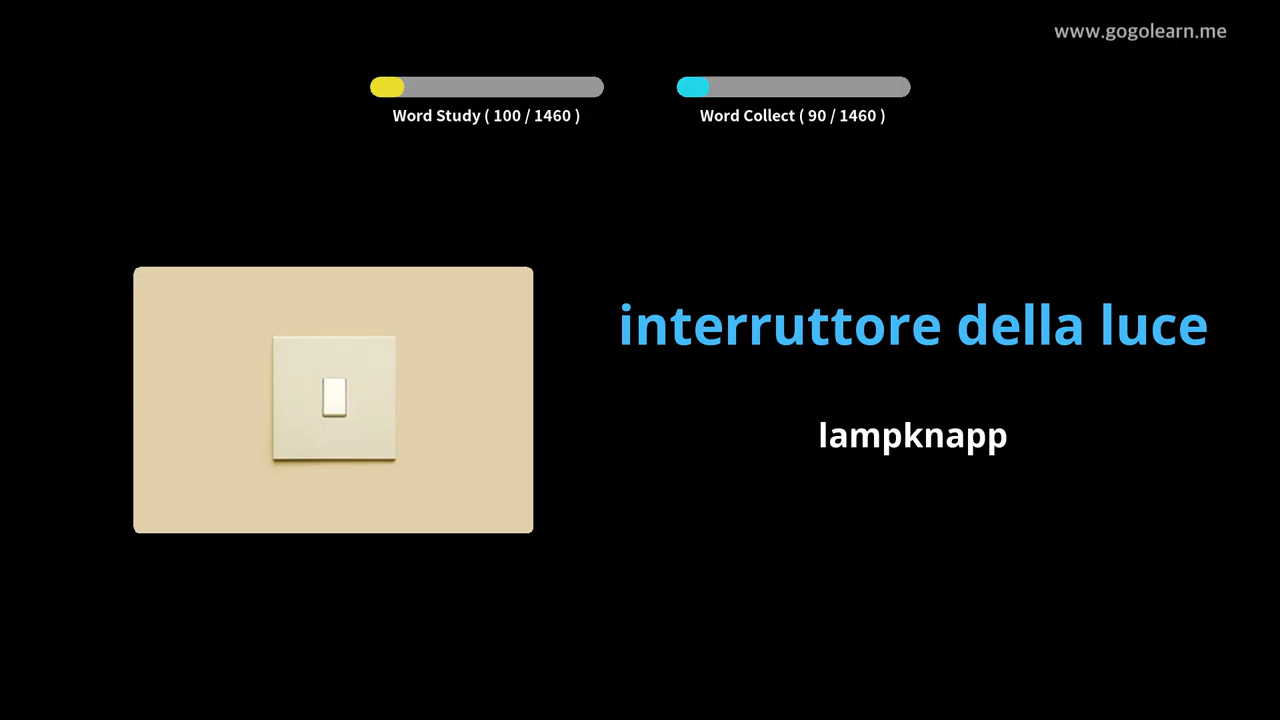 www.gogolearn.me
Word Study ( 100 / 1460 )
Word Collect ( 90 / 1460 )
interruttore della luce
lampknapp